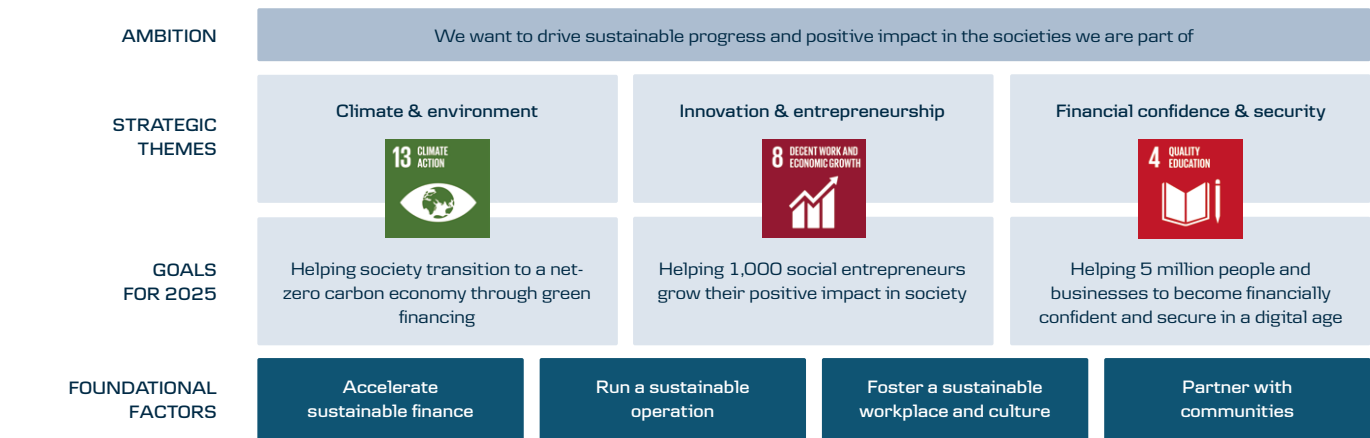 AMBITION
We want to drive sustainable progress and positive impact in the societies we are part of
STRATEGIC
THEMES
Climate & environment
13 CLIMATE
ACTION
Innovation & entrepreneurship
8 DECENT WORK AND
ECONOMIC GROWTH
Financial confidence & security
4 QUALITY
EDUCATION
GOALS
FOR 2025
Helping society transition to a net-
zero carbon economy through green
financing
Helping 1,000 social entrepreneurs
grow their positive impact in society
Helping 5 million people and
businesses to become financially
confident and secure in a digital age
FOUNDATIONAL
FACTORS
Accelerate
sustainable finance
Run a sustainable
operation
Foster a sustainable
workplace and culture
Partner with
communities